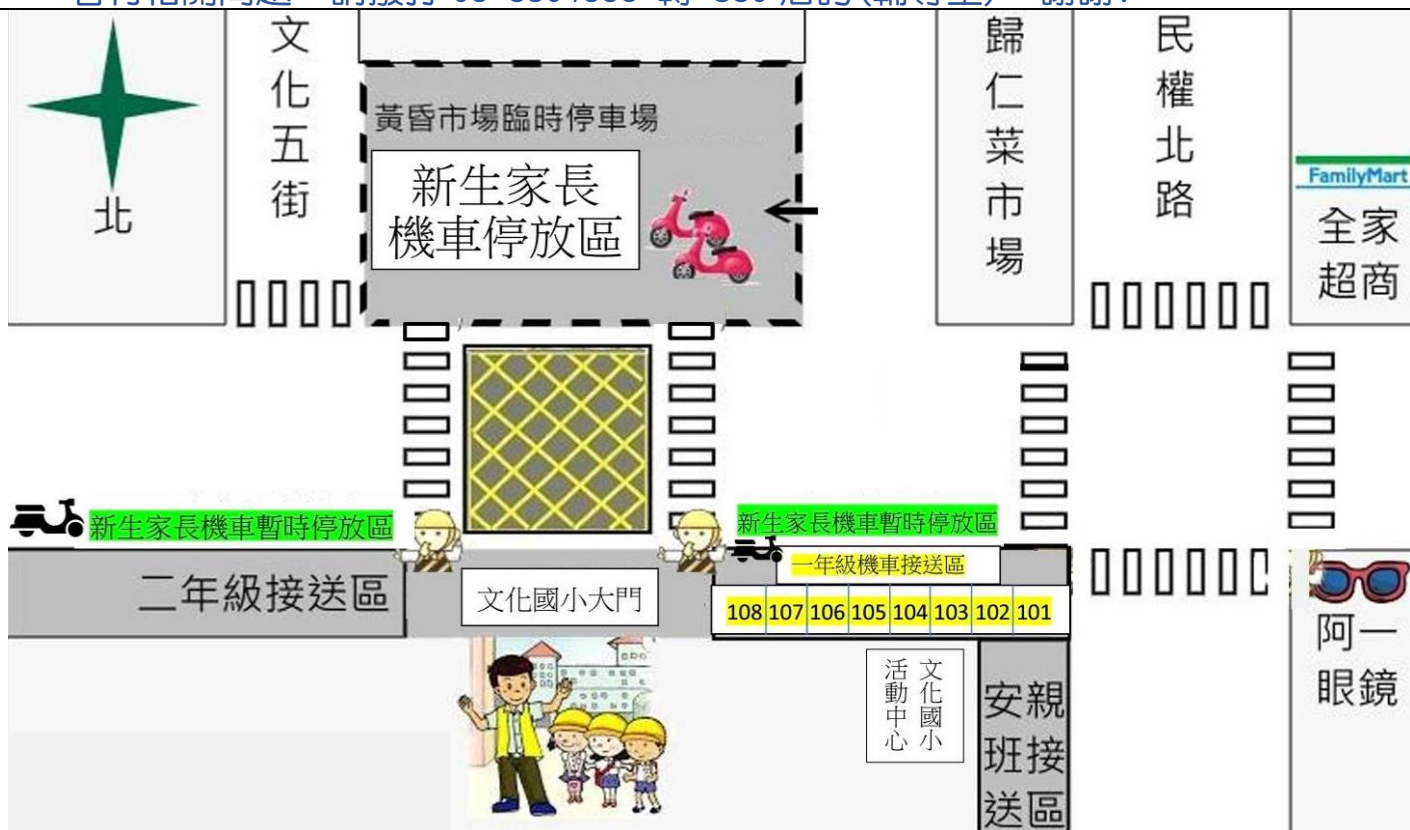 文化五街
歸仁菜市場
民權北路
北
黃昏市場臨時停車場
新生家長
機車停放區
FamilyMart
全家
超商
新生家長機車暫時停放區
新生家長機車暫時停放區
一年級機車接送區
二年級接送區
文化國小大門
108 107 106 105 104 103 102 101
文化國小
活動中心
安親
班接
送區
阿一
眼鏡